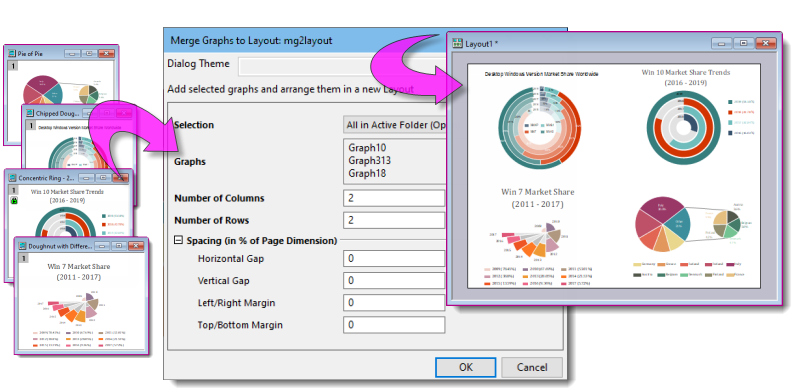 Pie of Pie
1
Chipped Doug...
1
Desktop Windows Version Market Share Worldwide
Concentric Ring - 2...
1
Win 10 Market Share Trends
(2016 - 2019)
Doughnut with Differe...
1
Win 7 Market Share
(2011 - 2017)
Merge Graphs to Layout: mg2layout
Dialog Theme
Add selected graphs and arrange them in a new Layout
Selection
All in Active Folder (Op
Graphs
Graph10
Graph313
Graph18
Number of Columns
2
Number of Rows
2
Spacing (in % of Page Dimension)
Horizontal Gap
0
Vertical Gap
0
Left/Right Margin
0
Top/Bottom Margin
0
OK
Cancel
Layout1 *
Desktop Windows Version Market Share Worldwide
Win 10 Market Share Trends
(2016 - 2019)
Win 7 Market Share
(2011 - 2017)